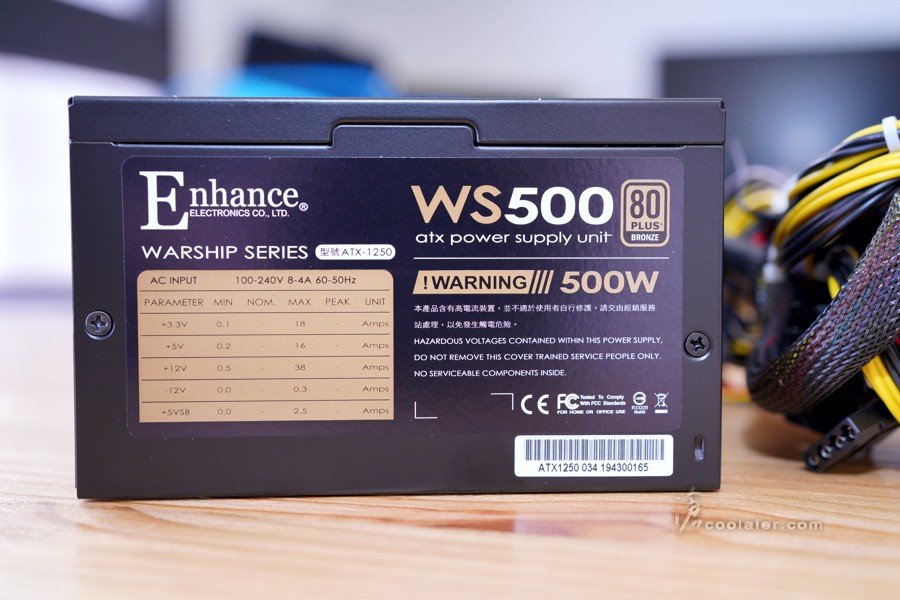 Enhance®
ELECTRONICS CO., LTD.
WARSHIP SERIES 型號 ATX-1250
AC INPUT 100-240V 8-4A 60-50Hz
PARAMETER MIN NOM. MAX PEAK UNIT
+3.3V 0.1 - 18 - Amps
+5V 0.2 - 16 - Amps
+12V 0.5 - 38 - Amps
-12V 0.0 - 0.3 - Amps
+5VSB 0.0 - 2.5 - Amps
WS500
atx power supply unit
80
PLUS
BRONZE
!WARNING 500W
本產品含有高電流裝置，並不適於使用者自行修護，請交由經銷服務
站處理，以免發生觸電危險。
HAZARDOUS VOLTAGES CONTAINED WITHIN THIS POWER SUPPLY,
DO NOT REMOVE THIS COVER TRAINED SERVICE PEOPLE ONLY.
NO SERVICEABLE COMPONENTS INSIDE.
CE FC Tested To Comply
With FCC Standards
FOR HOME OR OFFICE USE
R33228
RoHS
ATX1250 034 194300165
coolaler.com